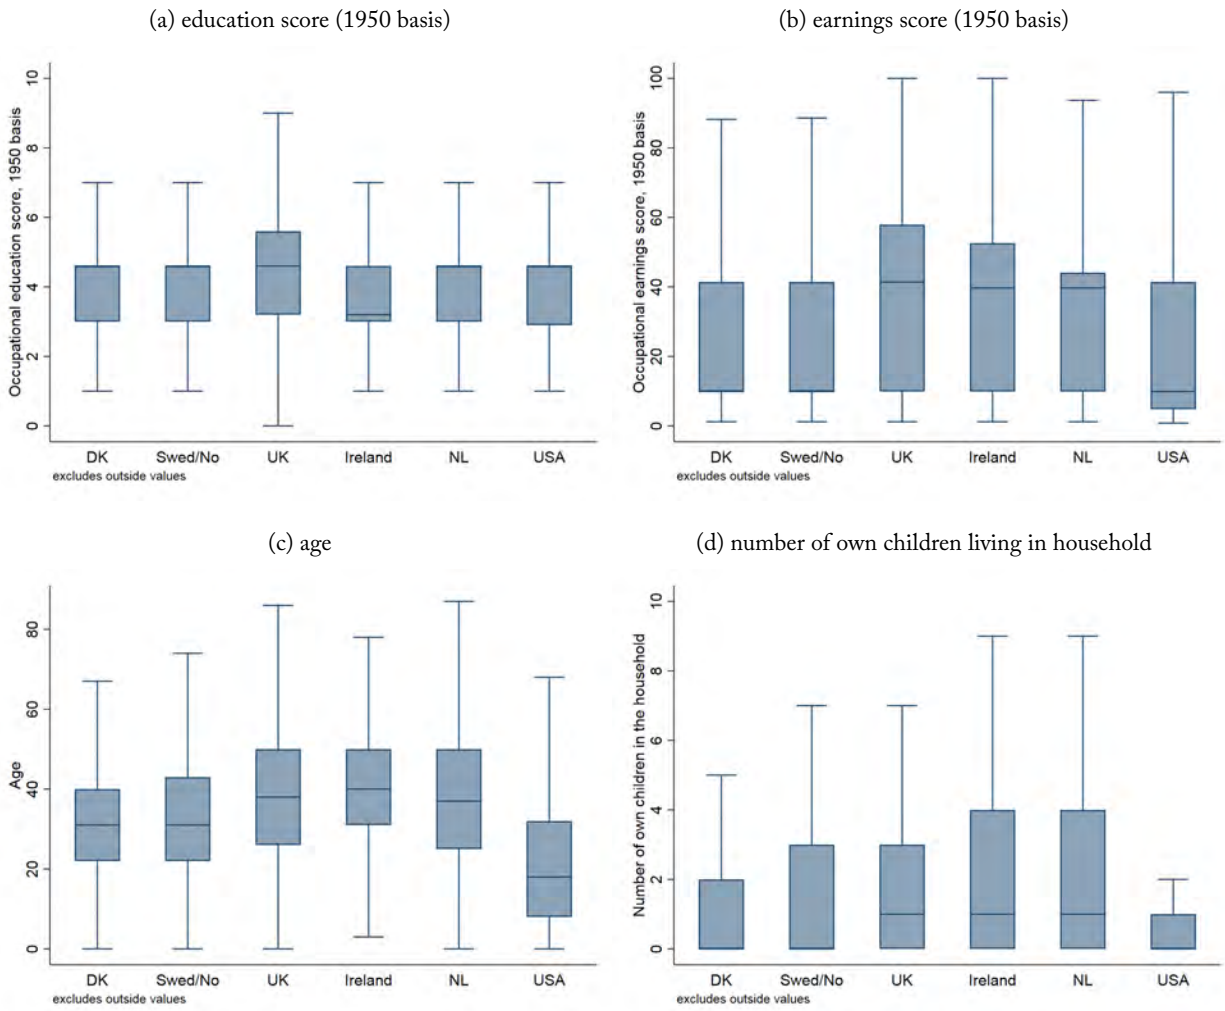 (a) education score (1950 basis)
Occupational education score, 1950 basis
10
8
6
4
2
0
DK Swed/No UK Ireland NL USA
excludes outside values
(b) earnings score (1950 basis)
Occupational earnings score, 1950 basis
100
80
60
40
20
0
DK Swed/No UK Ireland NL USA
excludes outside values
(c) age
Age
80
60
40
20
0
DK Swed/No UK Ireland NL USA
excludes outside values
(d) number of own children living in household
Number of own children in the household
10
8
6
4
2
0
DK Swed/No UK Ireland NL USA
excludes outside values